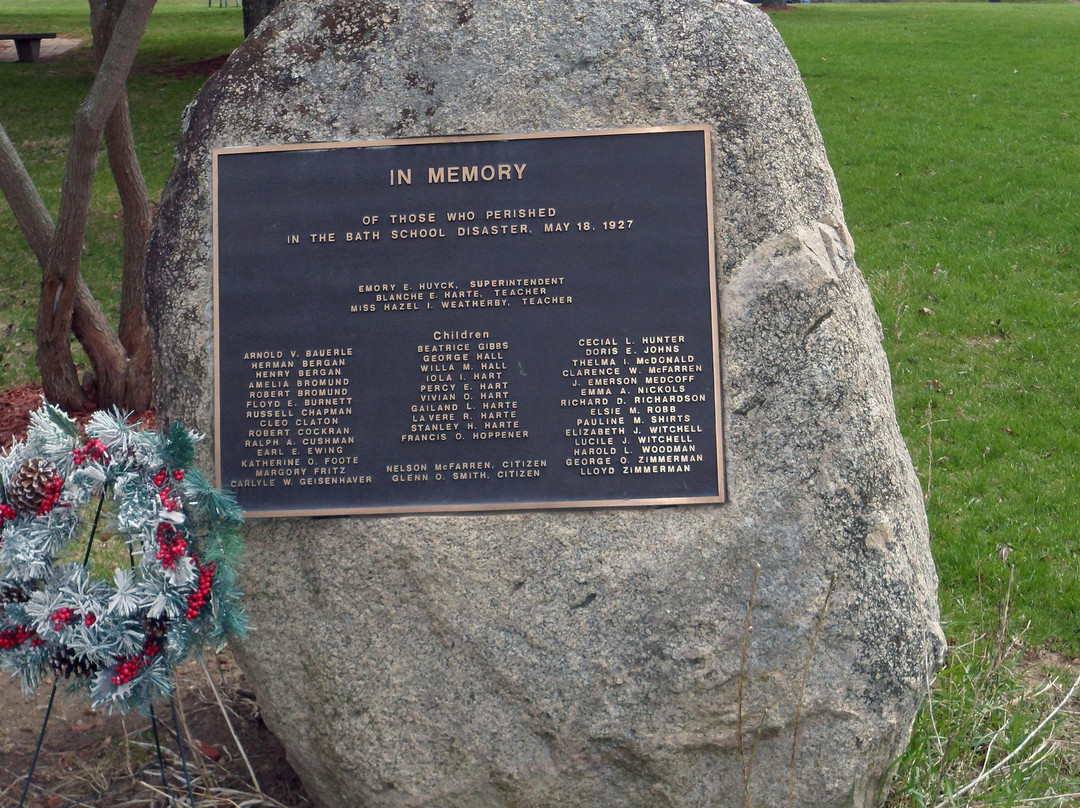 IN MEMORY
OF THOSE WHO PERISHED
IN THE BATH SCHOOL DISASTER, MAY 18, 1927
EMORY E. HUYCK, SUPERINTENDENT
BLANCHE E. HARTE, TEACHER
MISS HAZEL I. WEATHERBY, TEACHER
Children
ARNOLD V. BAUERLE
HERMAN BERGAN
HENRY BERGAN
AMELIA BROMUND
ROBERT BROMUND
FLOYD E. BURNETT
RUSSELL CHAPMAN
CLEO CLATON
ROBERT COCKRAN
RALPH A. CUSHMAN
EARL E. EWING
KATHERINE O. FOOTE
MARGORY FRITZ
CARLYLE W. GEISENHAVER
BEATRICE GIBBS
GEORGE HALL
WILLA M. HALL
IOLA I. HART
PERCY E. HART
VIVIAN O. HART
GAILAND L. HARTE
LAVERE R. HARTE
STANLEY H. HARTE
FRANCIS O. HOPPENER
CECIAL L. HUNTER
DORIS E. JOHNS
THELMA I. McDONALD
CLARENCE W. McFARREN
J. EMERSON MEDCOFF
EMMA A. NICKOLS
RICHARD D. RICHARDSON
ELSIE M. ROBB
PAULINE M. SHIRTS
ELIZABETH J. WITCHELL
LUCILE J. WITCHELL
HAROLD L. WOODMAN
GEORGE O. ZIMMERMAN
LLOYD ZIMMERMAN
NELSON McFARREN, CITIZEN
GLENN O. SMITH, CITIZEN